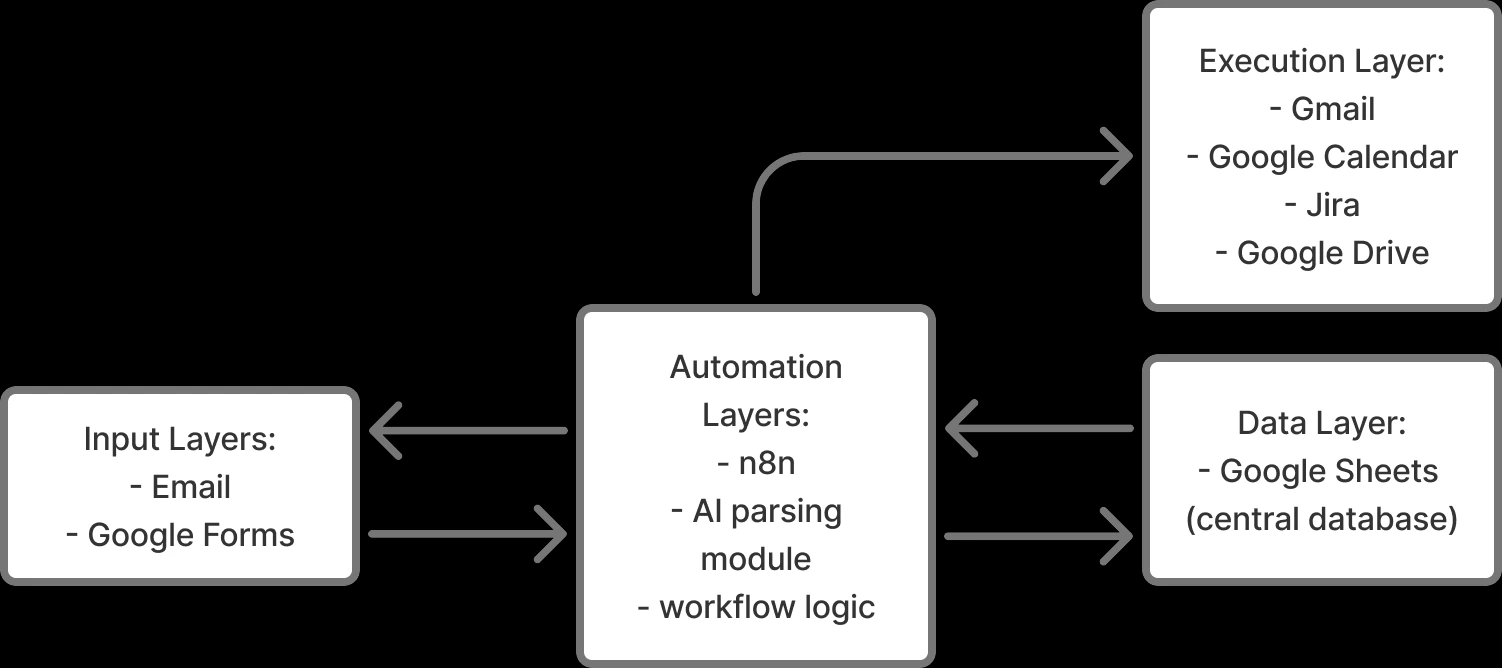 Execution Layer:
- Gmail
- Google Calendar
- Jira
- Google Drive
Automation
Layers:
- n8n
- AI parsing
module
- workflow logic
Input Layers:
- Email
- Google Forms
Data Layer:
- Google Sheets
(central database)